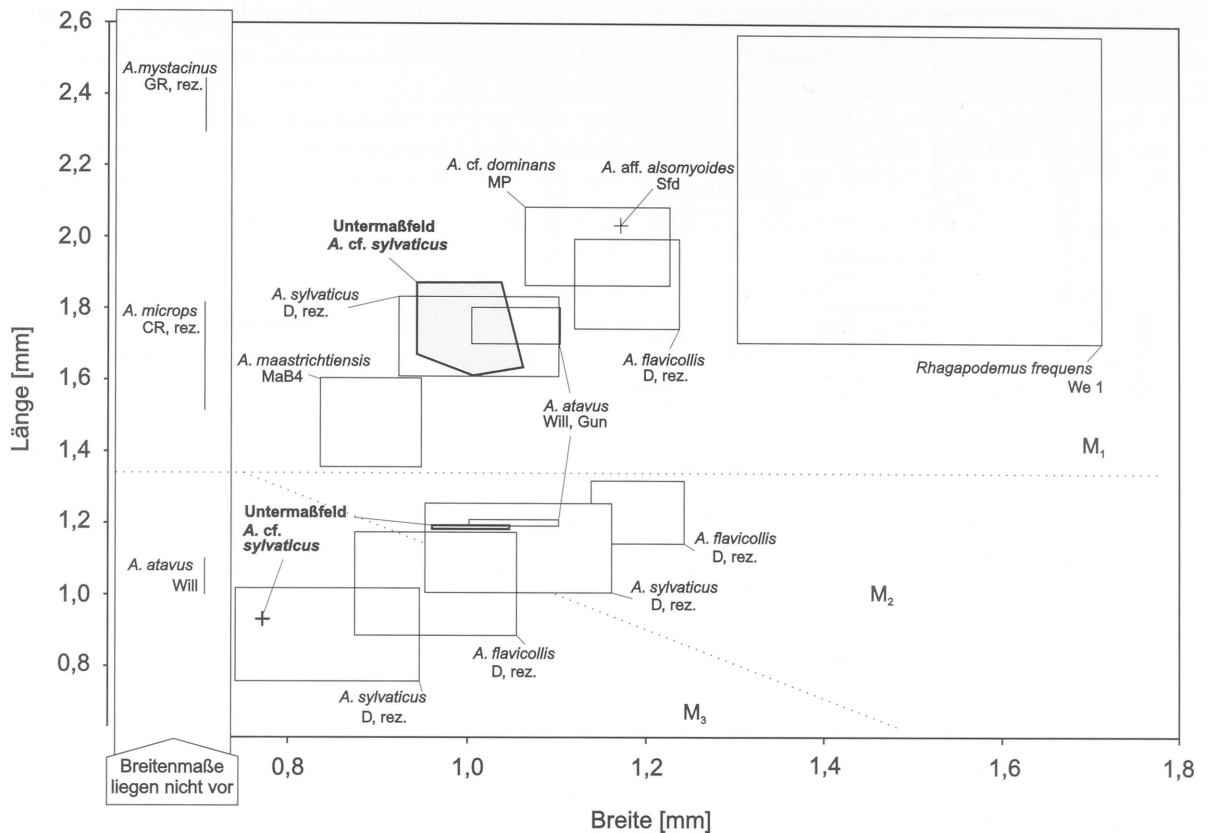 2,6
2,4
2,2
2,0
1,8
1,6
1,4
1,2
1,0
0,8
Länge [mm]
A.mystacinus
GR, rez.
A. microps
CR, rez.
A. atavus
Will
Breitenmaße
liegen nicht vor
A. cf. dominans
MP
A. aff. alsomyoides
Sfd
Untermaßfeld
A. cf. sylvaticus
A. sylvaticus
D, rez.
A. maastrichtiensis
MaB4
A. flavicollis
D, rez.
Rhagapodemus frequens
We 1
A. atavus
Will, Gun
M₁
Untermaßfeld
A. cf.
sylvaticus
A. flavicollis
D, rez.
A. sylvaticus
D, rez.
M₂
A. flavicollis
D, rez.
A. sylvaticus
D, rez.
M₃
0,8 1,0 1,2 1,4 1,6 1,8
Breite [mm]